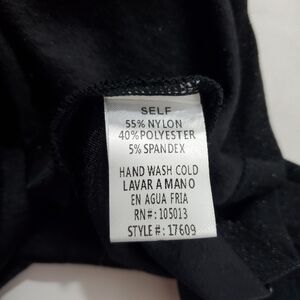 SELF
55% NYLON
40% POLYESTER
5% SPANDEX
HAND WASH COLD
LAVAR A MANO
EN AGUA FRIA
RN#: 105013
STYLE#: 17609